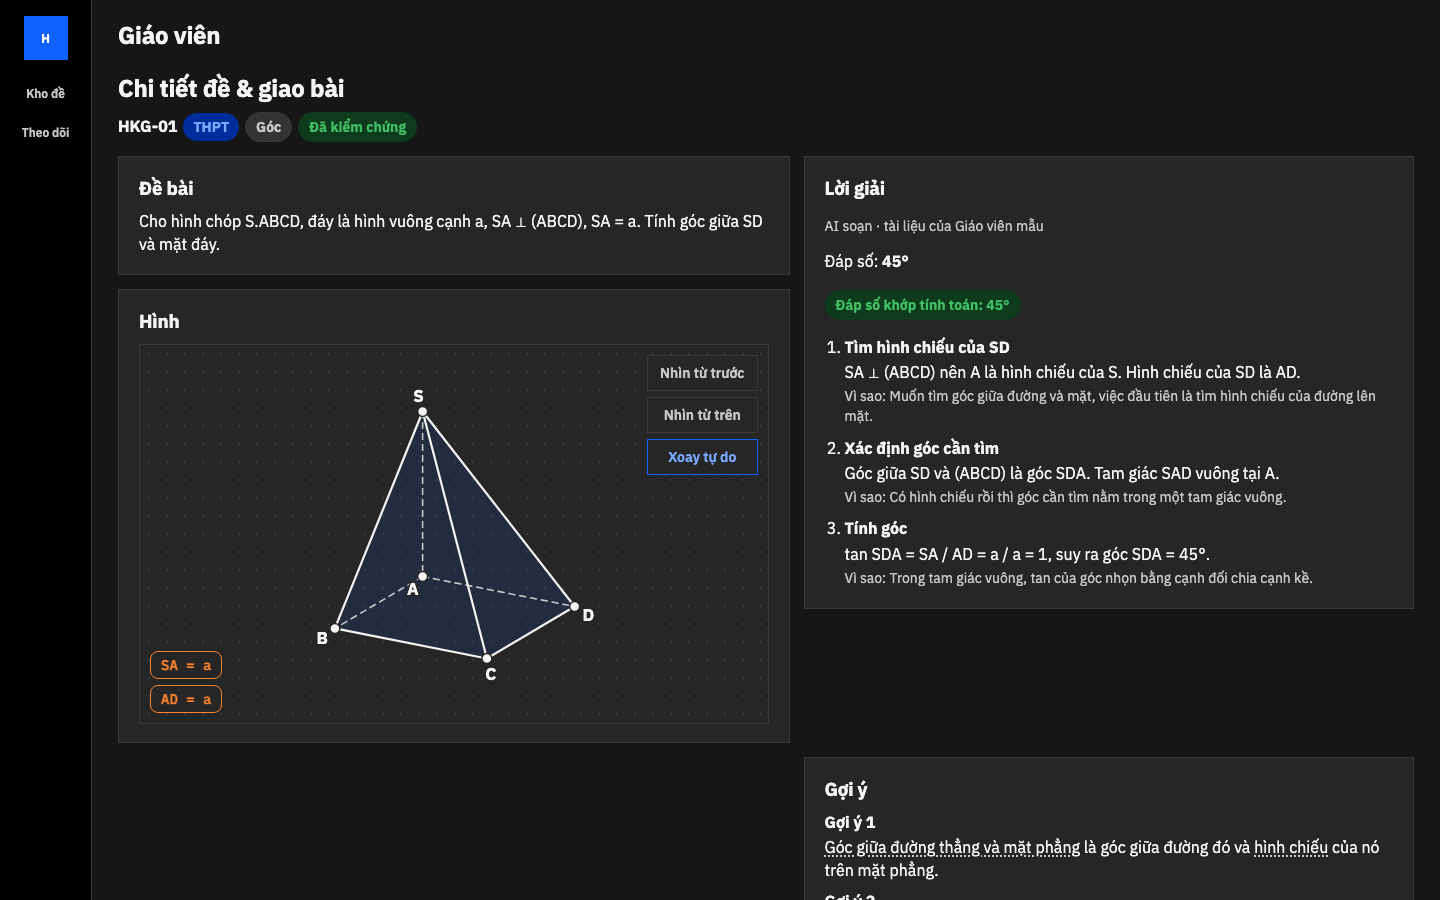 H
Kho đề
Theo dõi
Giáo viên
Chi tiết đề & giao bài
HKG-01 THPT Góc Đã kiểm chứng
Đề bài
Cho hình chóp S.ABCD, đáy là hình vuông cạnh a, SA ⊥ (ABCD), SA = a. Tính góc giữa SD
và mặt đáy.
Hình
Nhìn từ trước
Nhìn từ trên
Xoay tự do
S
A
B
C
D
SA = a
AD = a
Lời giải
AI soạn · tài liệu của Giáo viên mẫu
Đáp số: 45°
Đáp số khớp tính toán: 45°
1. Tìm hình chiếu của SD
SA ⊥ (ABCD) nên A là hình chiếu của S. Hình chiếu của SD là AD.
Vì sao: Muốn tìm góc giữa đường và mặt, việc đầu tiên là tìm hình chiếu của đường lên
mặt.
2. Xác định góc cần tìm
Góc giữa SD và (ABCD) là góc SDA. Tam giác SAD vuông tại A.
Vì sao: Có hình chiếu rồi thì góc cần tìm nằm trong một tam giác vuông.
3. Tính góc
tan SDA = SA / AD = a / a = 1, suy ra góc SDA = 45°.
Vì sao: Trong tam giác vuông, tan của góc nhọn bằng cạnh đối chia cạnh kề.
Gợi ý
Gợi ý 1
Góc giữa đường thẳng và mặt phẳng là góc giữa đường đó và hình chiếu của nó
trên mặt phẳng.
Gợi ý 2